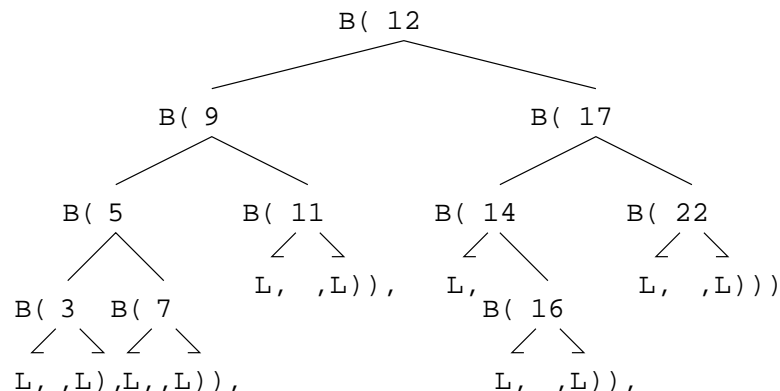 B( 12
B( 9 B( 17
B( 5 B( 11 B( 14 B( 22
L, ,L)), L, L, ,L)))
B( 3 B( 7 B( 16
L, ,L),L,,L)), L, ,L)),